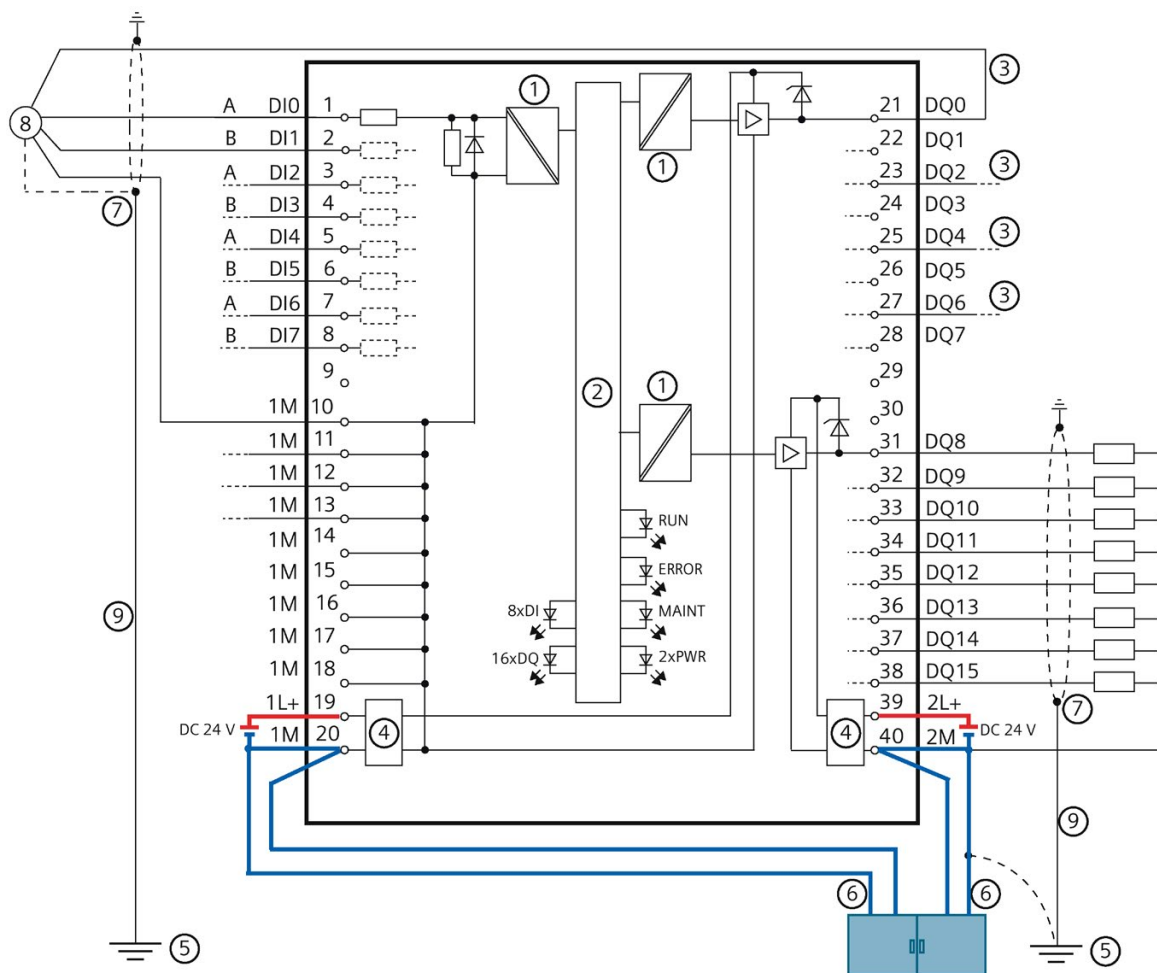 ③
① ①
A DI0 1 21 DQ0
⑧
B DI1 2 22 DQ1
①
A DI2 3 23 DQ2 ③
⑦
B DI3 4 24 DQ3
A DI4 5 25 DQ4 ③
B DI5 6 26 DQ5
A DI6 7 27 DQ6 ③
B DI7 8 28 DQ7
9 29
② ①
1M 10 30
1M 11 31 DQ8
1M 12 32 DQ9
1M 13 33 DQ10
RUN
1M 14 34 DQ11
1M 15 ERROR 35 DQ12
1M 16 8xDI MAINT 36 DQ13
⑨
1M 17 37 DQ14
1M 18 16xDQ 2xPWR 38 DQ15
1L+ 19 39 2L+ ⑦
DC 24 V 1M 20 ④ ④ 40 2M DC 24 V
⑨
⑥ ⑥
⑤ ⑤